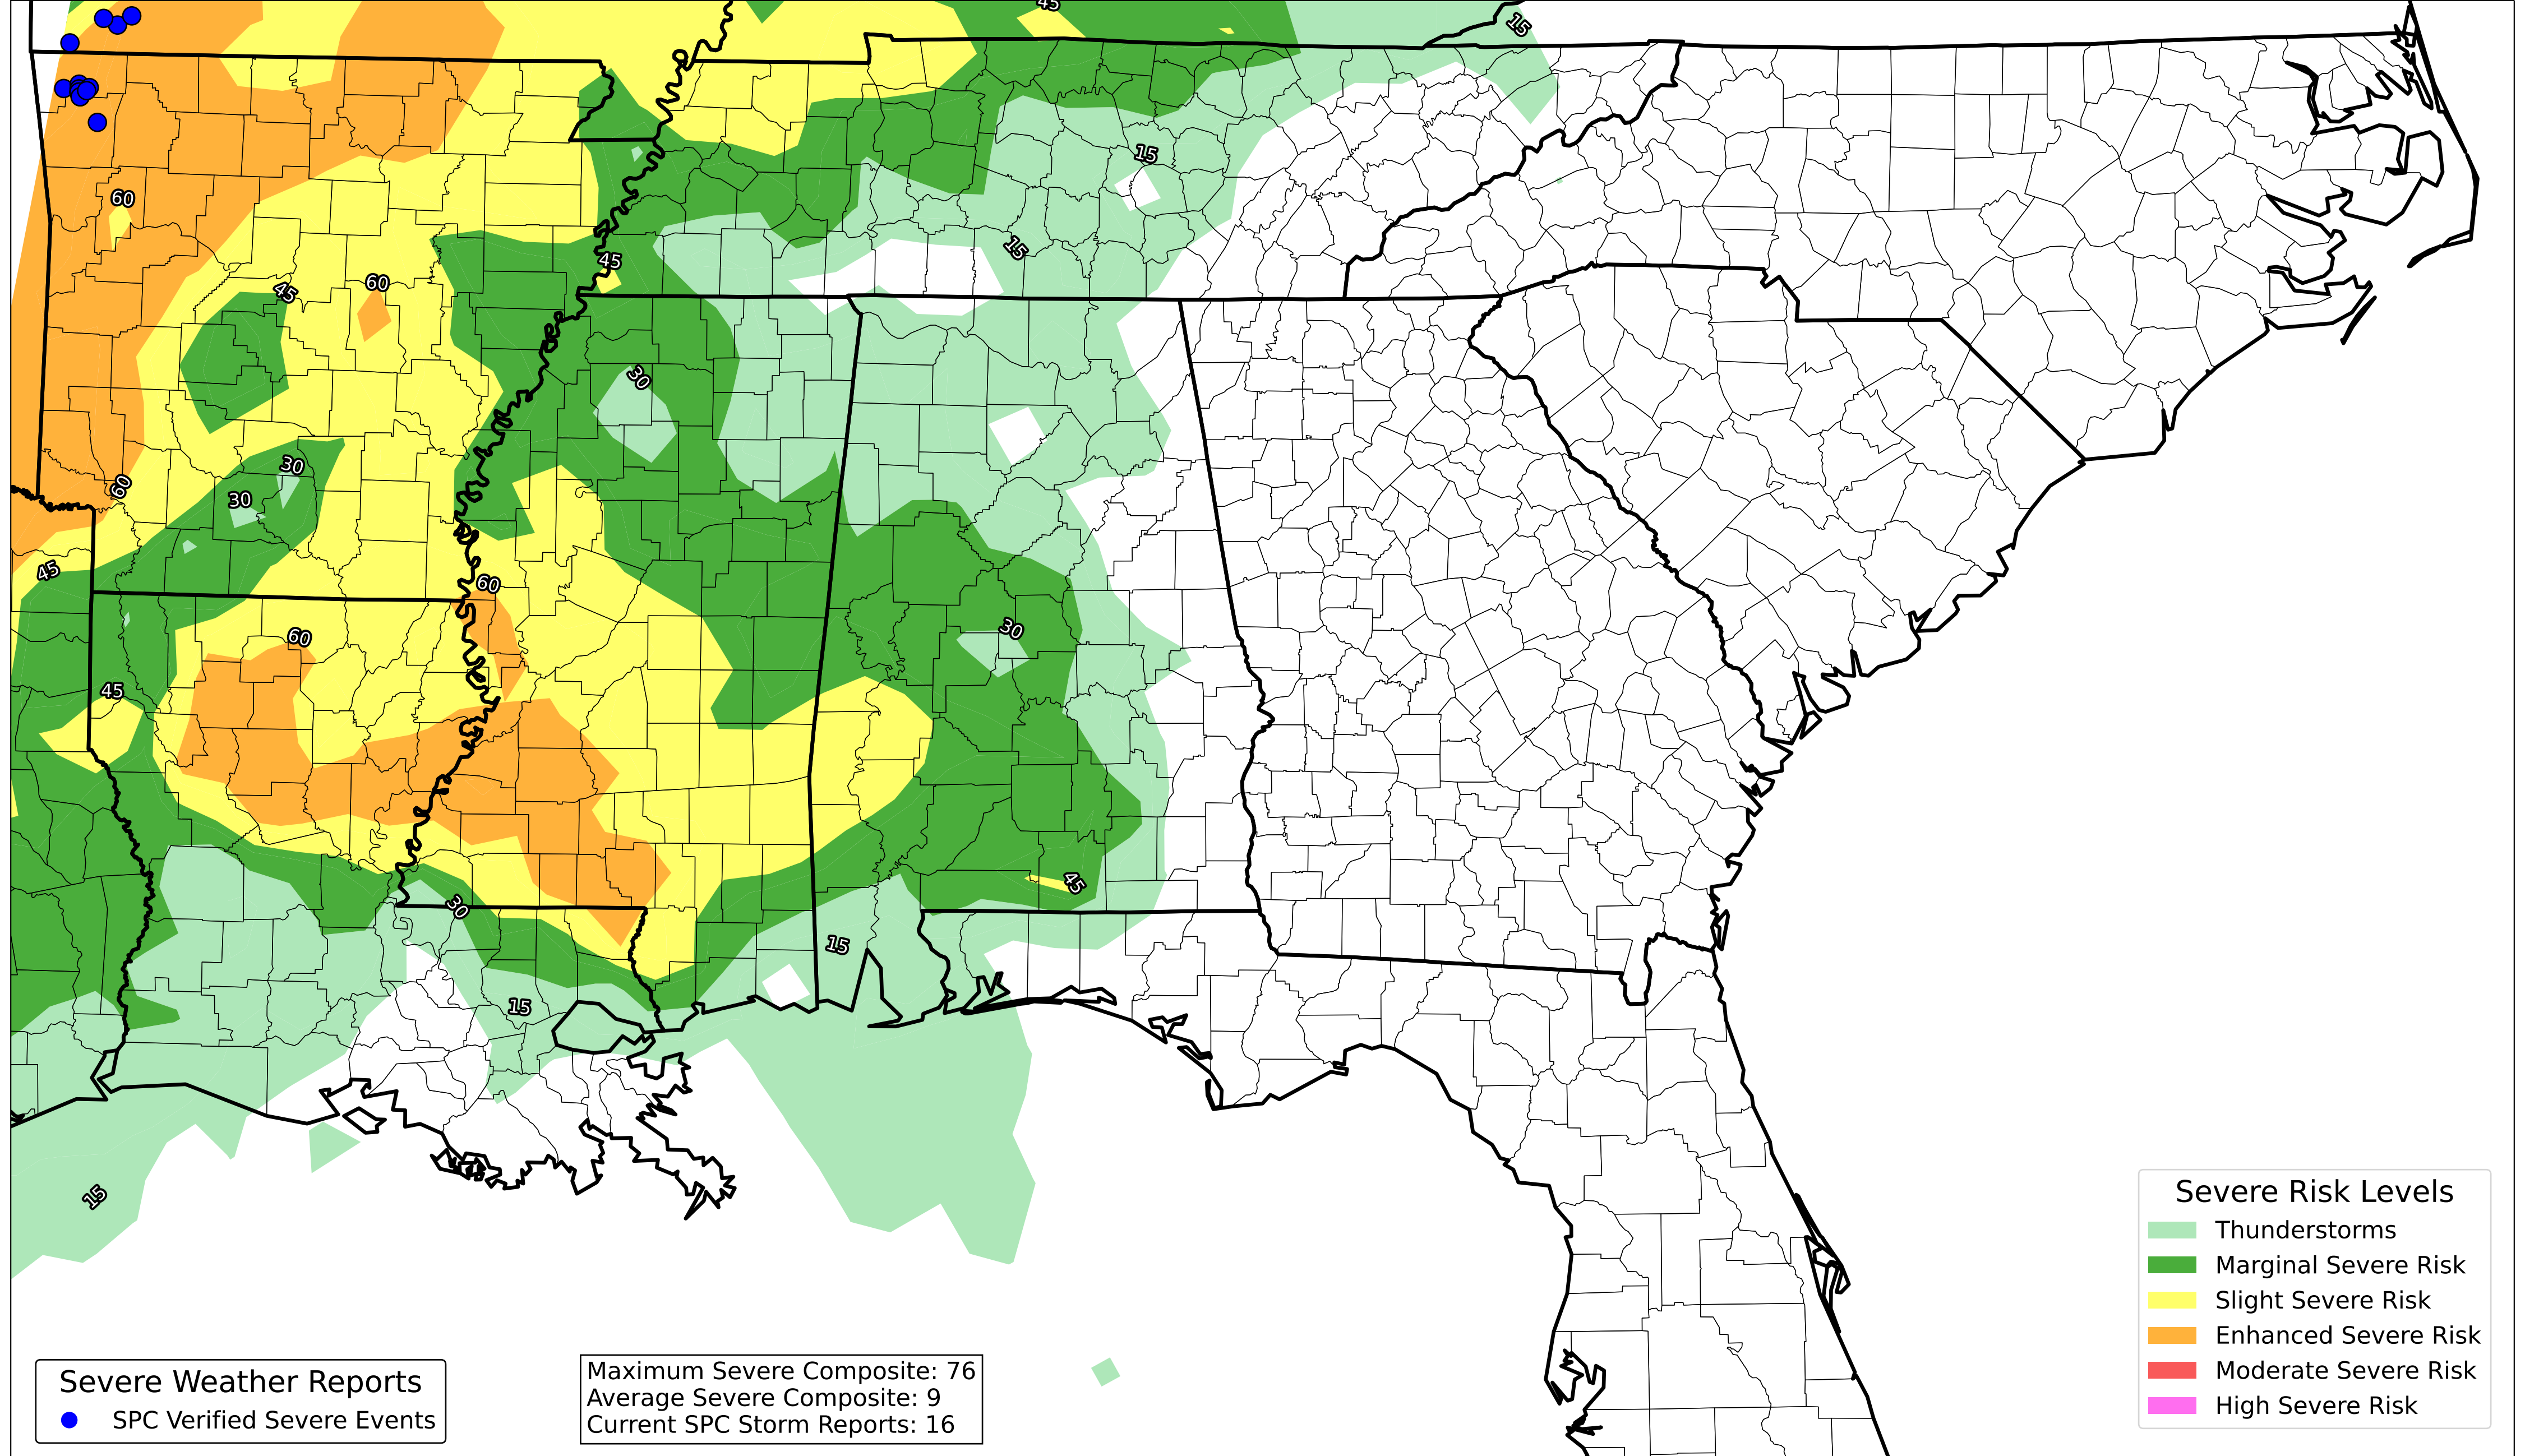 45
15
15
60
15
45
45
60
30
30
60
30
45
60
30
60
45
45
30
15
15
15
Severe Risk Levels
Thunderstorms
Marginal Severe Risk
Slight Severe Risk
Enhanced Severe Risk
Moderate Severe Risk
High Severe Risk
Severe Weather Reports
SPC Verified Severe Events
Maximum Severe Composite: 76
Average Severe Composite: 9
Current SPC Storm Reports: 16